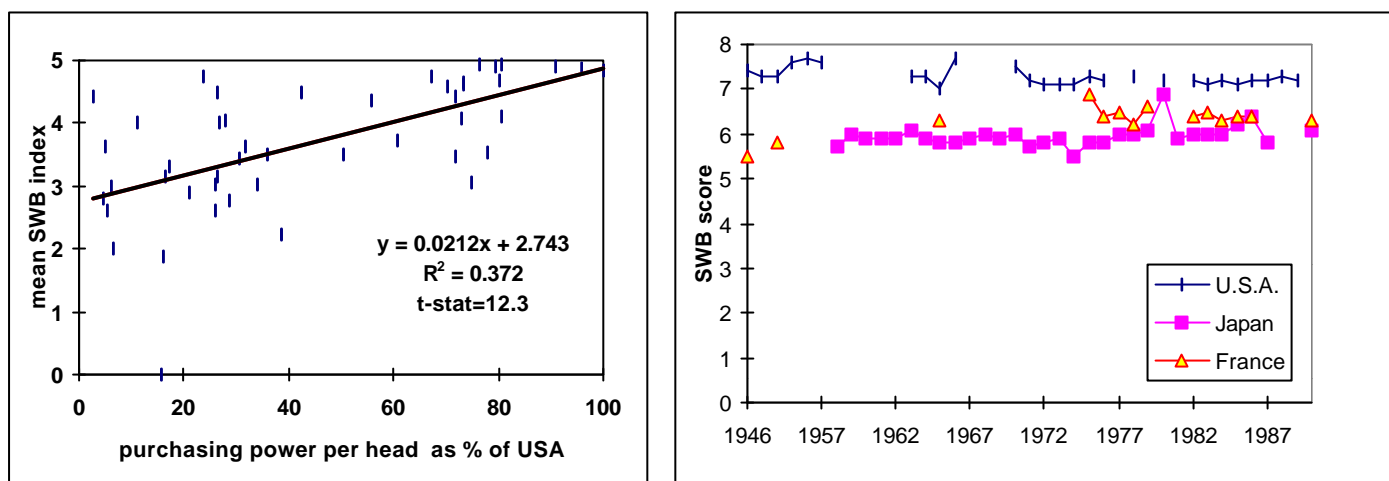 mean SWB index
5
4
3
2
1
0
y = 0.0212x + 2.743
R² = 0.372
t-stat=12.3
0 20 40 60 80 100
purchasing power per head as % of USA
SWB score
8
7
6
5
4
3
2
1
0
U.S.A.
Japan
France
1946 1957 1962 1967 1972 1977 1982 1987